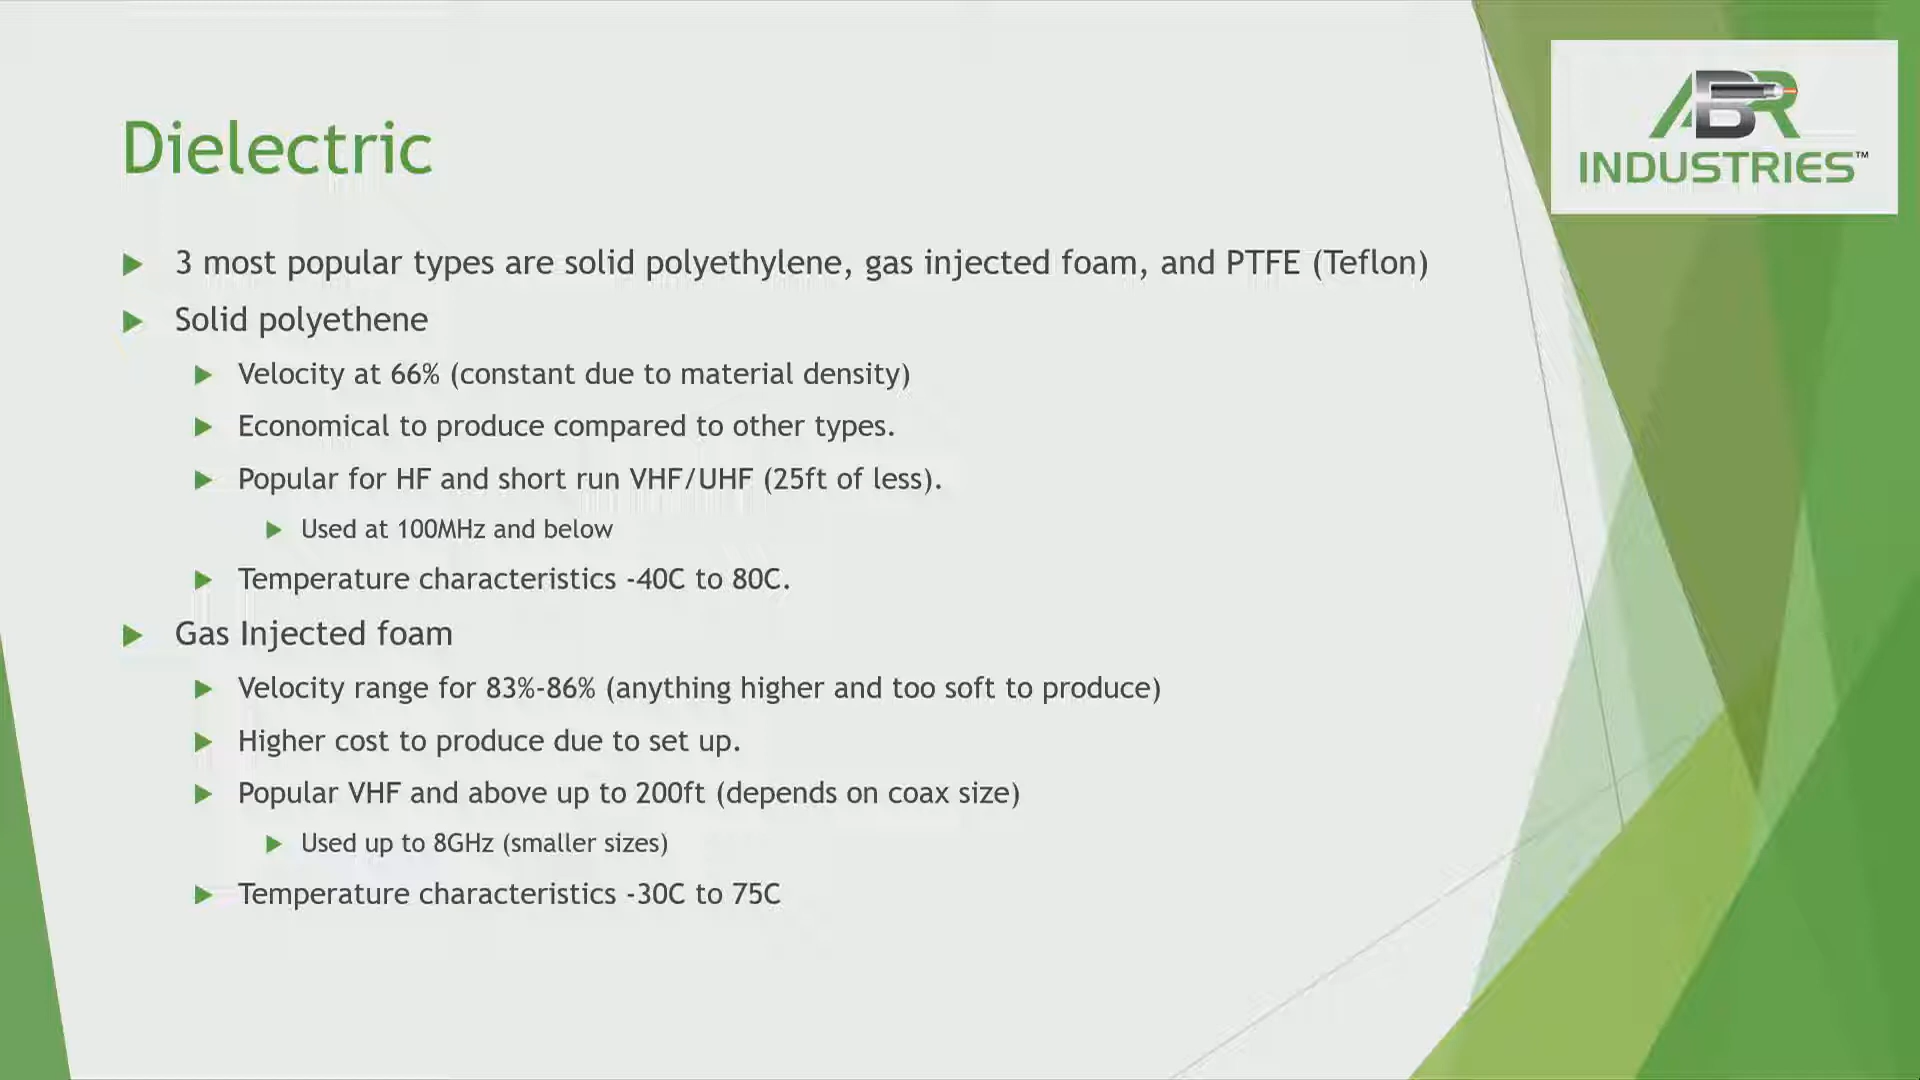 ABR
INDUSTRIES™
Dielectric
3 most popular types are solid polyethylene, gas injected foam, and PTFE (Teflon)
Solid polyethene
Velocity at 66% (constant due to material density)
Economical to produce compared to other types.
Popular for HF and short run VHF/UHF (25ft of less).
Used at 100MHz and below
Temperature characteristics -40C to 80C.
Gas Injected foam
Velocity range for 83%-86% (anything higher and too soft to produce)
Higher cost to produce due to set up.
Popular VHF and above up to 200ft (depends on coax size)
Used up to 8GHz (smaller sizes)
Temperature characteristics -30C to 75C